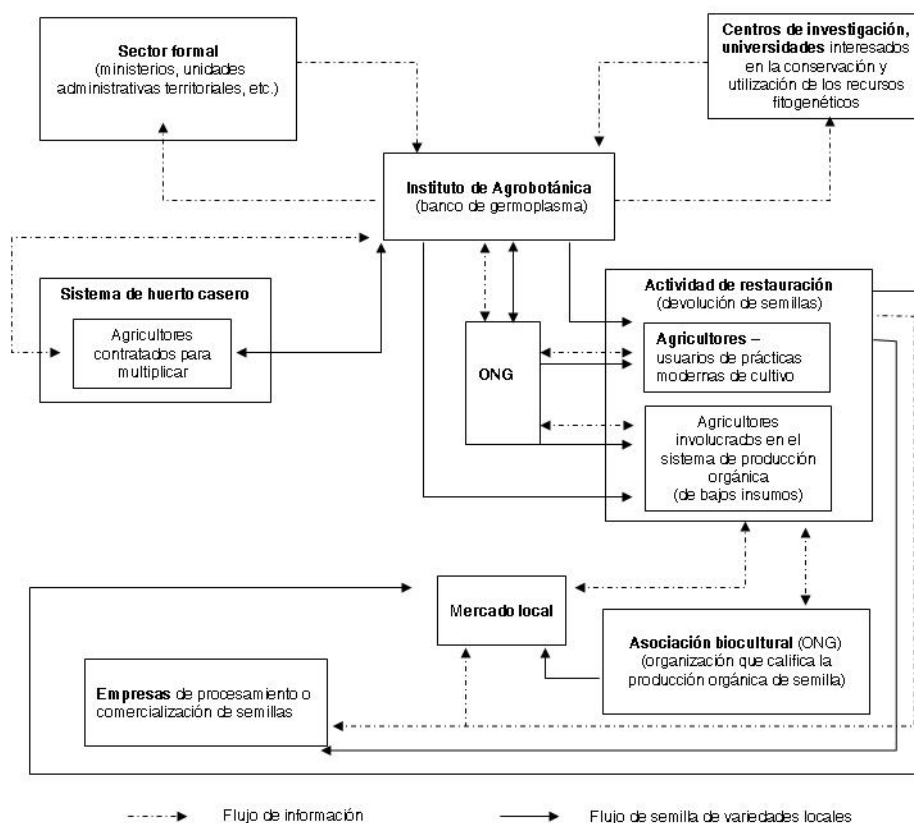 Sector formal
(ministerios, unidades
administrativas territoriales, etc.)
Centros de investigación,
universidades interesados
en la conservación y
utilización de los recursos
fitogenéticos
Instituto de Agrobotánica
(banco de germoplasma)
Sistema de huerto casero
Agricultores
contratados para
multiplicar
ONG
Actividad de restauración
(devolución de semillas)
Agricultores –
usuarios de prácticas
modernas de cultivo
Agricultores
involucrados en el
sistema de producción
orgánica
(de bajos insumos)
Mercado local
Asociación biocultural (ONG)
(organización que califica la
producción orgánica de semilla)
Empresas de procesamiento o
comercialización de semillas
Flujo de información
Flujo de semilla de variedades locales